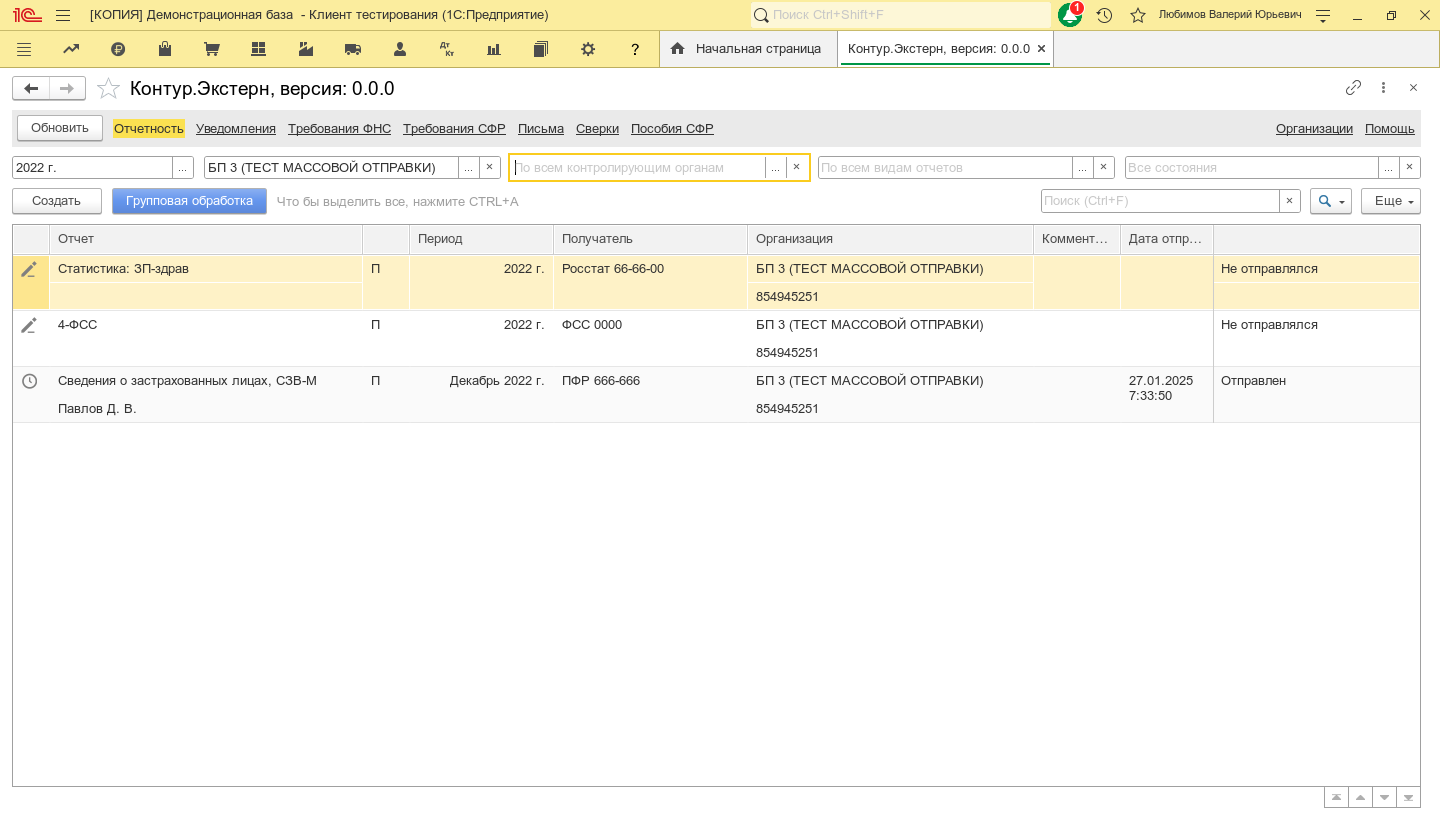 [КОПИЯ] Демонстрационная база - Клиент тестирования (1С:Предприятие)
Поиск Ctrl+Shift+F
1
Любимов Валерий Юрьевич
Дт Кт
?
Начальная страница
Контур.Экстерн, версия: 0.0.0
Контур.Экстерн, версия: 0.0.0
Обновить
Отчетность
Уведомления
Требования ФНС
Требования СФР
Письма
Сверки
Пособия СФР
Организации
Помощь
2022 г.
...
БП 3 (ТЕСТ МАССОВОЙ ОТПРАВКИ)
...
По всем контролирующим органам
...
По всем видам отчетов
...
Все состояния
...
Создать
Групповая обработка
Что бы выделить все, нажмите CTRL+A
Поиск (Ctrl+F)
Еще
Отчет
Период
Получатель
Организация
Коммент…
Дата отпр…
Статистика: ЗП-здрав
П
2022 г.
Росстат 66-66-00
БП 3 (ТЕСТ МАССОВОЙ ОТПРАВКИ)
Не отправлялся
854945251
4-ФСС
П
2022 г.
ФСС 0000
БП 3 (ТЕСТ МАССОВОЙ ОТПРАВКИ)
Не отправлялся
854945251
Сведения о застрахованных лицах, СЗВ-М
П
Декабрь 2022 г.
ПФР 666-666
БП 3 (ТЕСТ МАССОВОЙ ОТПРАВКИ)
27.01.2025
7:33:50
Отправлен
Павлов Д. В.
854945251